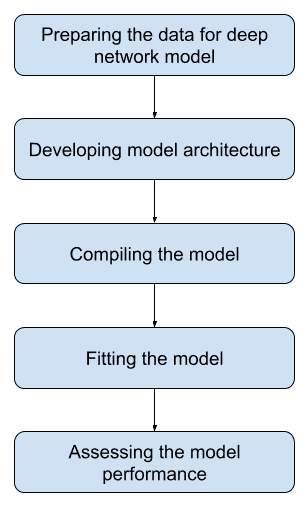 Preparing the data for deep
network model
Developing model architecture
Compiling the model
Fitting the model
Assessing the model
performance